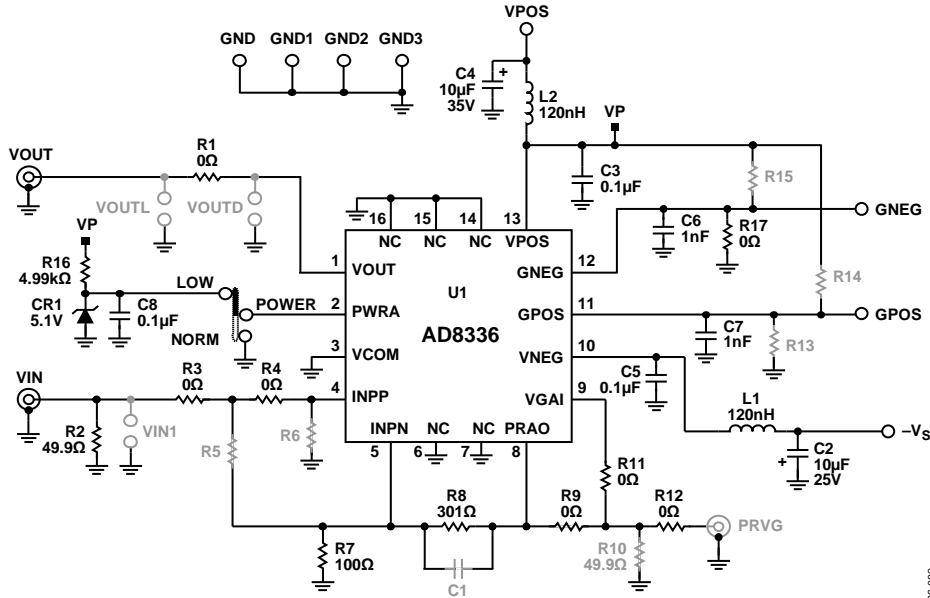 VPOS
GND GND1 GND2 GND3
C4
10µF
35V
+
L2
120nH
VP
VOUT
R1
0Ω
VOUTL
VOUTD
C3
0.1µF
R15
16 15 14 13
NC NC NC VPOS
C6
1nF
R17
0Ω
GNEG
VP
R16
4.99kΩ
CR1
5.1V
C8
0.1µF
LOW
POWER
NORM
1 VOUT
2 PWRA
3 VCOM
4 INPP
U1
AD8336
GNEG 12
GPOS 11
VNEG 10
VGAI 9
R14
GPOS
C7
1nF
R13
C5
0.1µF
L1
120nH
–VS
C2
10µF
25V
+
VIN
R2
49.9Ω
VIN1
R3
0Ω
R4
0Ω
R5
R6
INPN NC NC PRAO
5 6 7 8
R11
0Ω
R8
301Ω
R9
0Ω
R12
0Ω
PRVG
R7
100Ω
C1
R10
49.9Ω